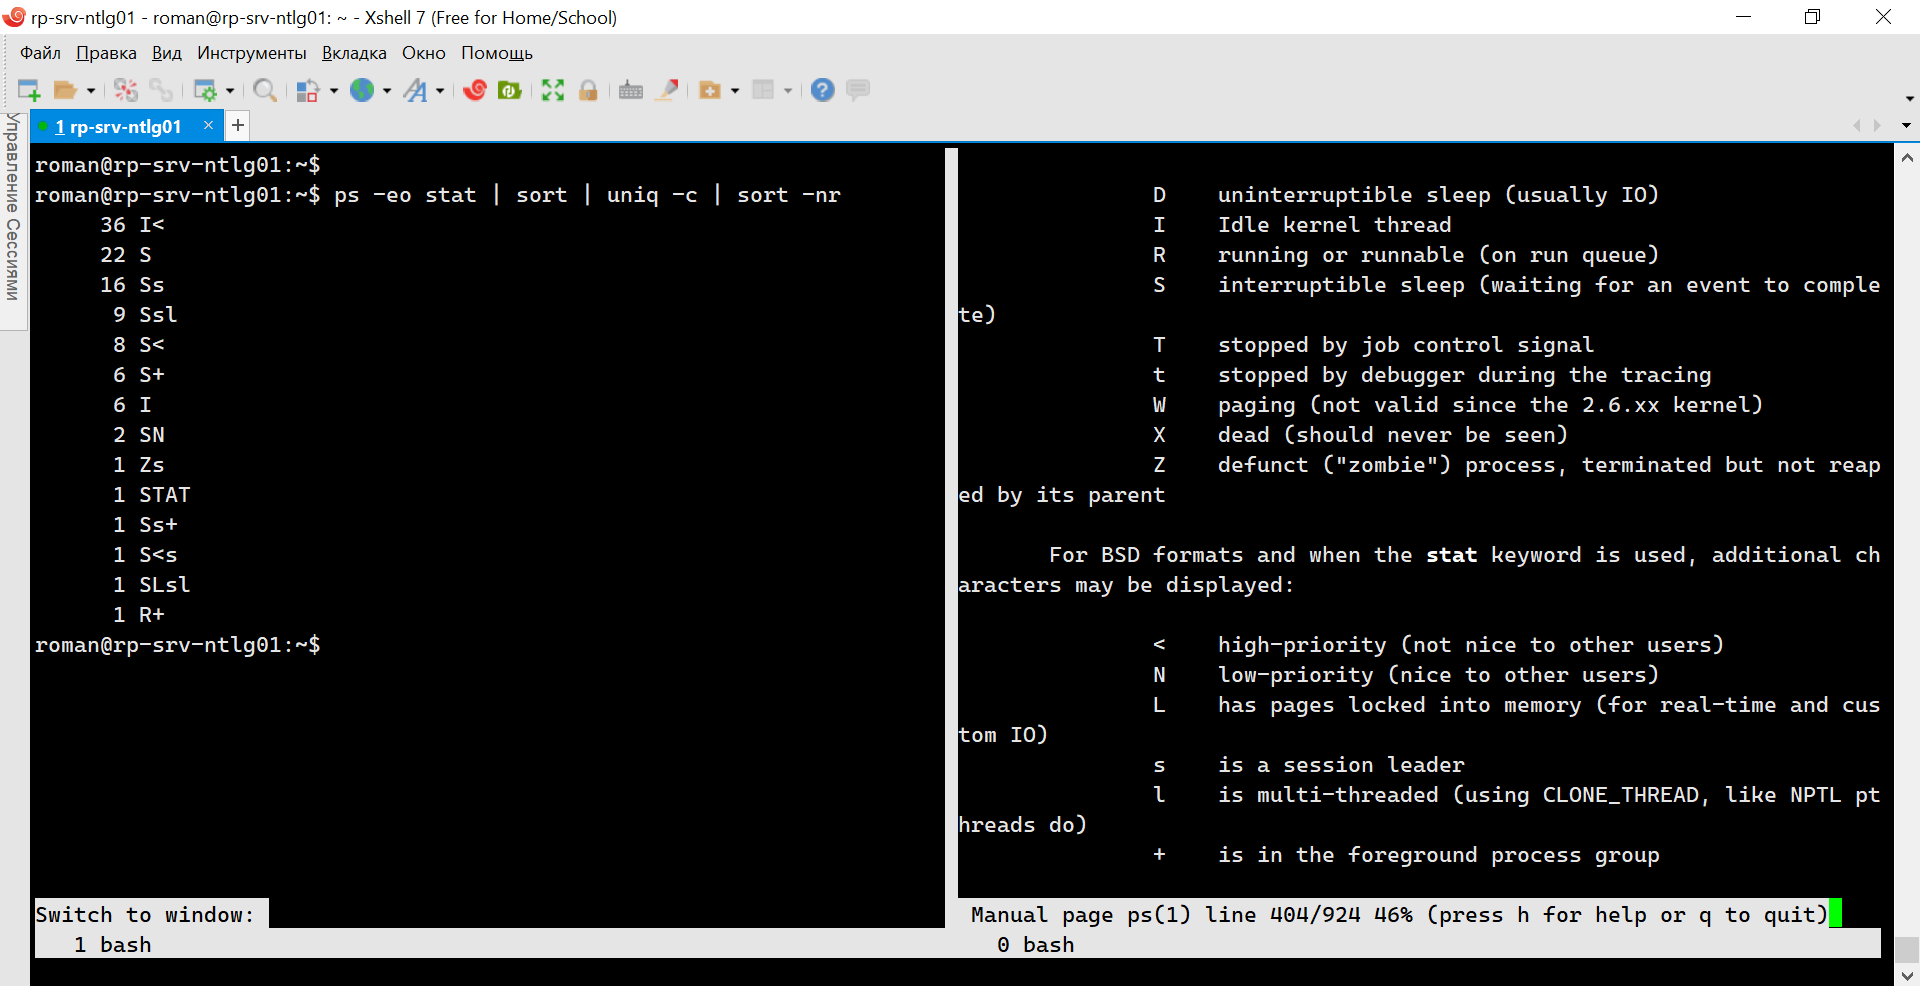 rp-srv-ntlg01 - roman@rp-srv-ntlg01: ~ - Xshell 7 (Free for Home/School)
Файл Правка Вид Инструменты Вкладка Окно Помощь
1 rp-srv-ntlg01 × +
Управление Сессиями
roman@rp-srv-ntlg01:~$
roman@rp-srv-ntlg01:~$ ps -eo stat | sort | uniq -c | sort -nr
36 I<
22 S
16 Ss
9 Ssl
8 S<
6 S+
6 I
2 SN
1 Zs
1 STAT
1 Ss+
1 S<s
1 SLsl
1 R+
roman@rp-srv-ntlg01:~$
Switch to window:
1 bash
D uninterruptible sleep (usually IO)
I Idle kernel thread
R running or runnable (on run queue)
S interruptible sleep (waiting for an event to comple
te)
T stopped by job control signal
t stopped by debugger during the tracing
W paging (not valid since the 2.6.xx kernel)
X dead (should never be seen)
Z defunct ("zombie") process, terminated but not reap
ed by its parent
For BSD formats and when the stat keyword is used, additional ch
aracters may be displayed:
< high-priority (not nice to other users)
N low-priority (nice to other users)
L has pages locked into memory (for real-time and cus
tom IO)
s is a session leader
l is multi-threaded (using CLONE_THREAD, like NPTL pt
hreads do)
+ is in the foreground process group
Manual page ps(1) line 404/924 46% (press h for help or q to quit)
0 bash